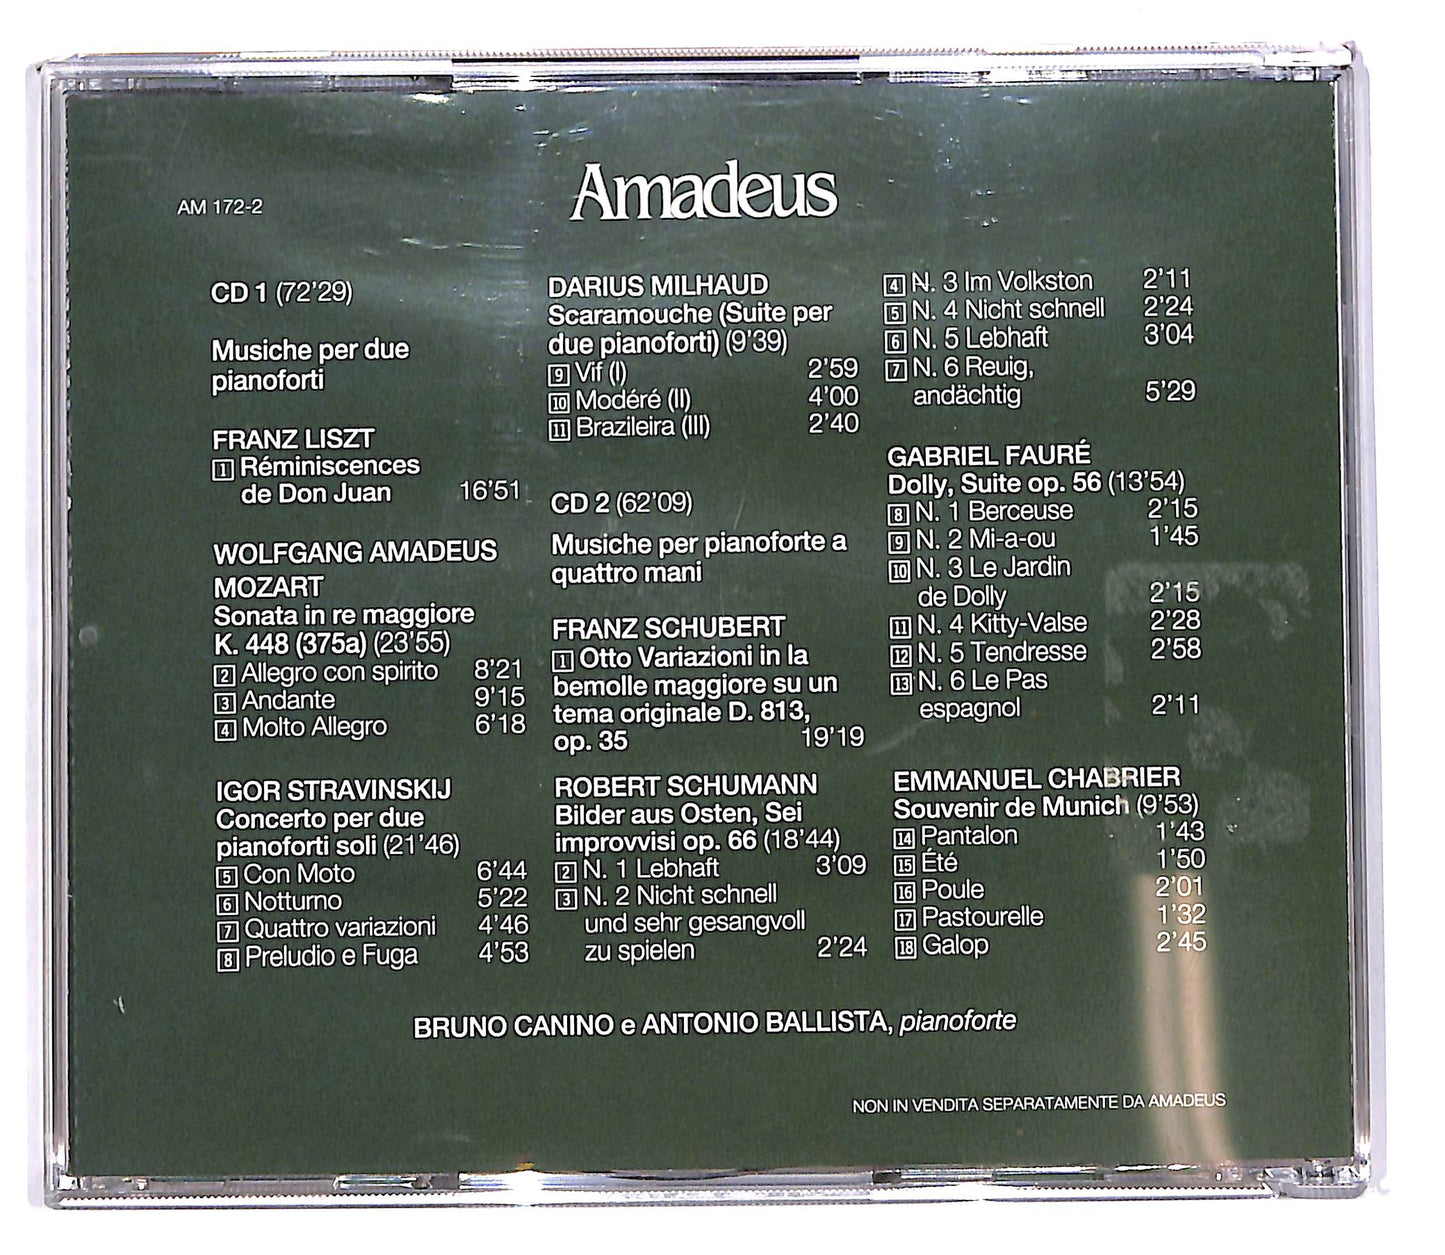 Amadeus
AM 172-2
CD 1 (72'29)
Musiche per due
pianoforti
FRANZ LISZT
1 Réminiscences
de Don Juan 16'51
WOLFGANG AMADEUS
MOZART
Sonata in re maggiore
K. 448 (375a) (23'55)
2 Allegro con spirito 8'21
3 Andante 9'15
4 Molto Allegro 6'18
IGOR STRAVINSKIJ
Concerto per due
pianoforti soli (21'46)
5 Con Moto 6'44
6 Notturno 5'22
7 Quattro variazioni 4'46
8 Preludio e Fuga 4'53
DARIUS MILHAUD
Scaramouche (Suite per
due pianoforti) (9'39)
9 Vif (I) 2'59
10 Modéré (II) 4'00
11 Brazileira (III) 2'40
CD 2 (62'09)
Musiche per pianoforte a
quattro mani
FRANZ SCHUBERT
1 Otto Variazioni in la
bemolle maggiore su un
tema originale D. 813,
op. 35 19'19
ROBERT SCHUMANN
Bilder aus Osten, Sei
improvvisi op. 66 (18'44)
2 N. 1 Lebhaft 3'09
3 N. 2 Nicht schnell
und sehr gesangvoll
zu spielen 2'24
4 N. 3 Im Volkston 2'11
5 N. 4 Nicht schnell 2'24
6 N. 5 Lebhaft 3'04
7 N. 6 Reuig,
andächtig 5'29
GABRIEL FAURÉ
Dolly, Suite op. 56 (13'54)
8 N. 1 Berceuse 2'15
9 N. 2 Mi-a-ou 1'45
10 N. 3 Le Jardin
de Dolly 2'15
11 N. 4 Kitty-Valse 2'28
12 N. 5 Tendresse 2'58
13 N. 6 Le Pas
espagnol 2'11
EMMANUEL CHABRIER
Souvenir de Munich (9'53)
14 Pantalon 1'43
15 Été 1'50
16 Poule 2'01
17 Pastourelle 1'32
18 Galop 2'45
BRUNO CANINO e ANTONIO BALLISTA, pianoforte
NON IN VENDITA SEPARATAMENTE DA AMADEUS